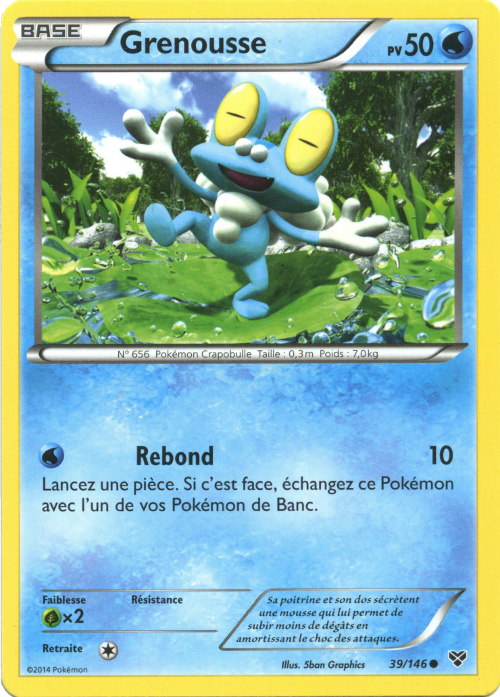 BASE
Grenousse
PV 50
N° 656 Pokémon Crapobulle Taille : 0,3m Poids : 7,0kg
Rebond 10
Lancez une pièce. Si c'est face, échangez ce Pokémon
avec l'un de vos Pokémon de Banc.
Faiblesse Résistance
×2
Retraite
Sa poitrine et son dos sécrètent
une mousse qui lui permet de
subir moins de dégâts en
amortissant le choc des attaques.
©2014 Pokémon
Illus. 5ban Graphics 39/146